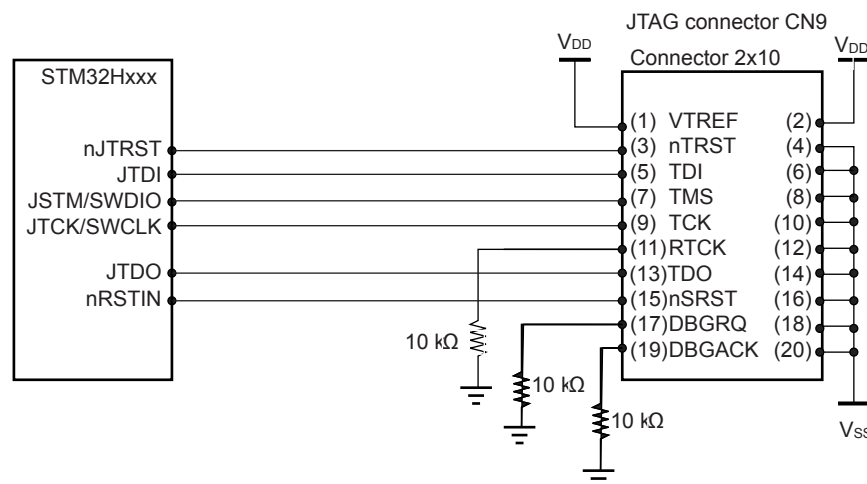 JTAG connector CN9
VDD
Connector 2x10
VDD
STM32Hxxx
(1) VTREF (2)
nJTRST (3) nTRST (4)
JTDI (5) TDI (6)
JSTM/SWDIO (7) TMS (8)
JTCK/SWCLK (9) TCK (10)
(11) RTCK (12)
JTDO (13) TDO (14)
nRSTIN (15) nSRST (16)
(17) DBGRQ (18)
10 kΩ (19) DBGACK (20)
10 kΩ
10 kΩ
VSS